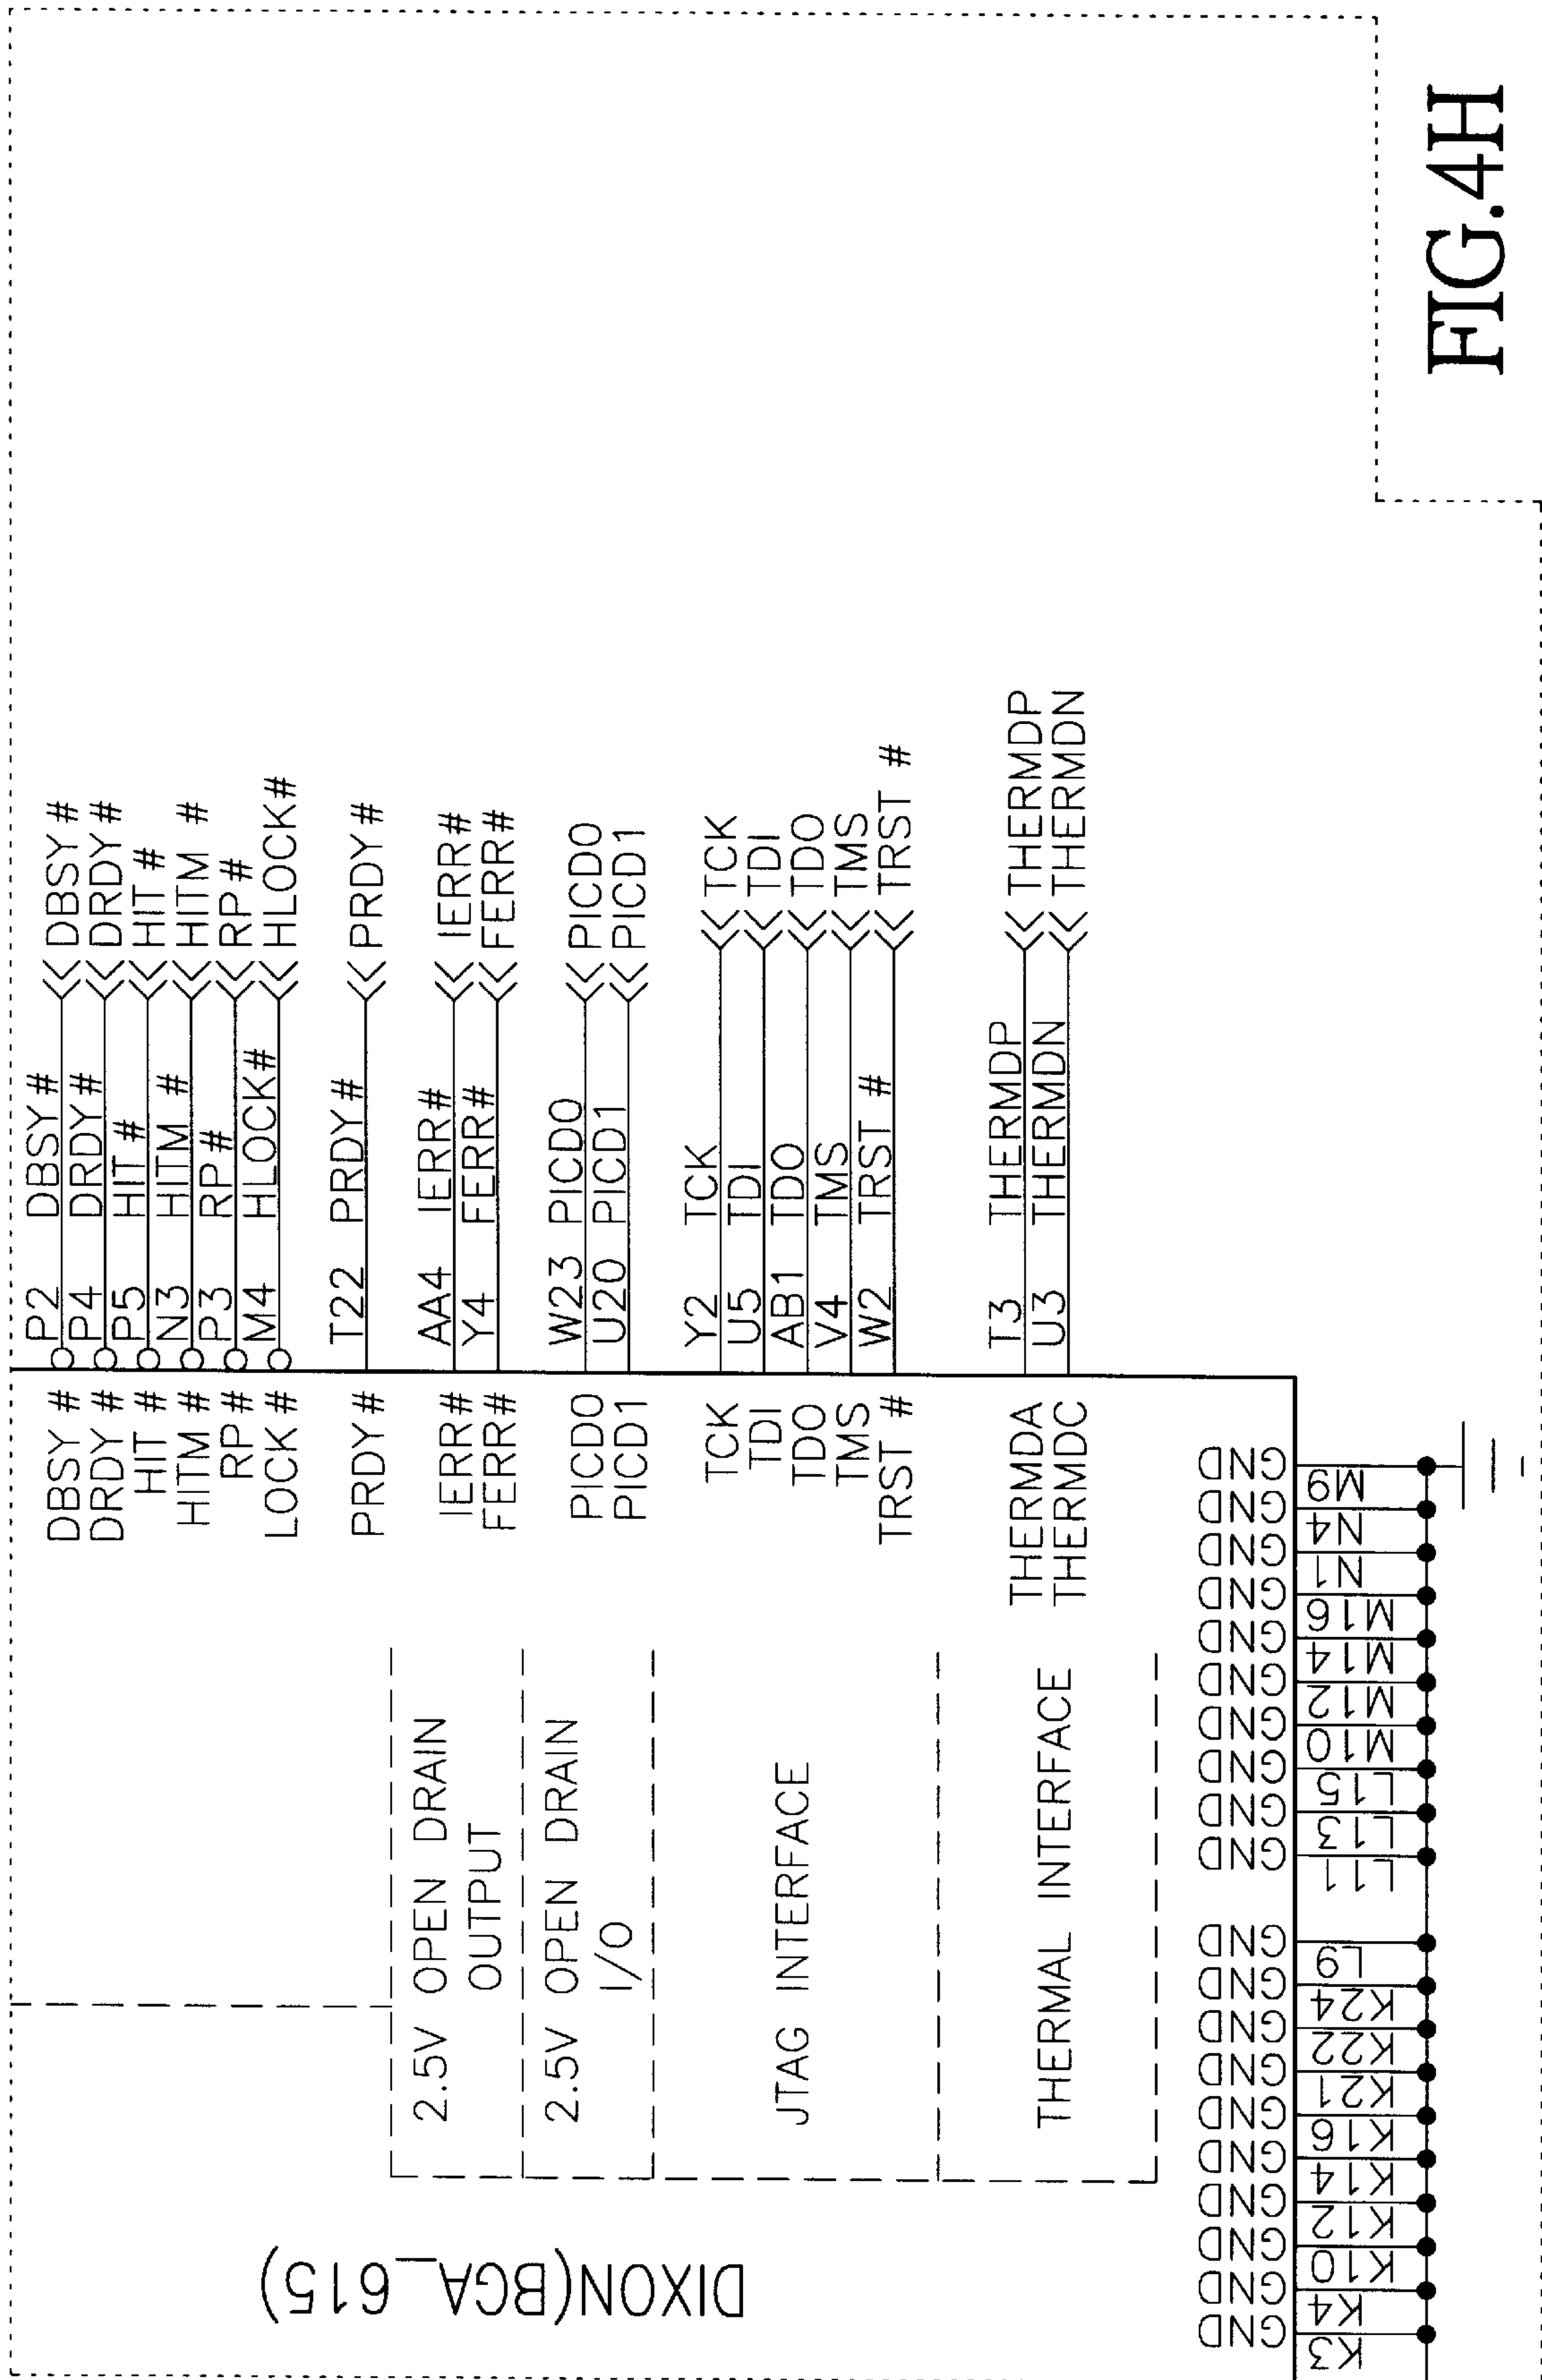 FIG.4H
DBSY # P2 DBSY# DBSY#
DRDY # P4 DRDY# DRDY#
HIT # P5 HIT # HIT #
HITM # N3 HITM # HITM #
RP# P3 RP# RP#
LOCK # M4 HLOCK# HLOCK#
PRDY# T22 PRDY# PRDY#
2.5V OPEN DRAIN
OUTPUT
IERR# AA4 IERR# IERR#
FERR# Y4 FERR# FERR#
2.5V OPEN DRAIN
I/O
PICD0 W23 PICD0 PICD0
PICD1 U20 PICD1 PICD1
JTAG INTERFACE
TCK Y2 TCK TCK
TDI U5 TDI TDI
TDO AB1 TDO TDO
TMS V4 TMS TMS
TRST # W2 TRST # TRST #
THERMAL INTERFACE
THERMDA T3 THERMDP THERMDP
THERMDC U3 THERMDN THERMDN
DIXON(BGA_615)
GND M9
GND N4
GND N1
GND M16
GND M14
GND M12
GND M10
GND L15
GND L13
GND L11
GND L9
GND K24
GND K22
GND K21
GND K16
GND K14
GND K12
GND K10
GND K4
GND K3